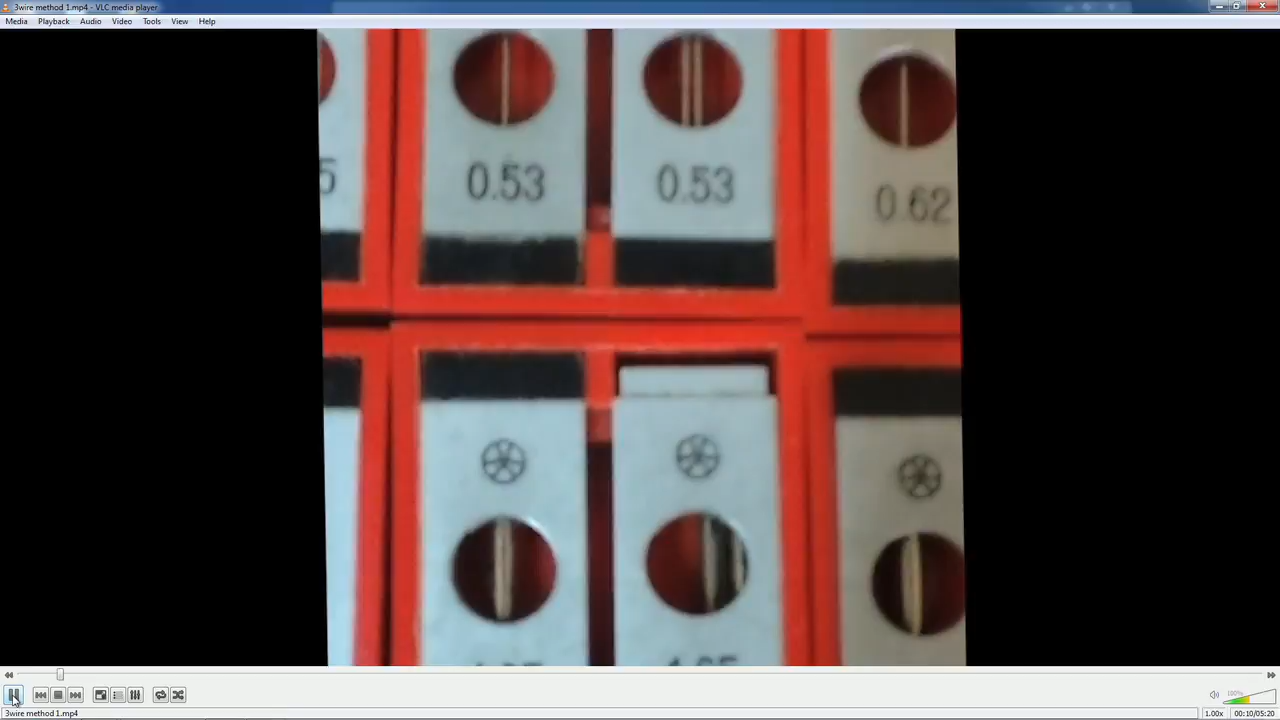 3wire method 1.mp4 - VLC media player
Media Playback Audio Video Tools View Help
0.53 0.53
0.62
100%
3wire method 1.mp4 1.00x 00:10/05:20